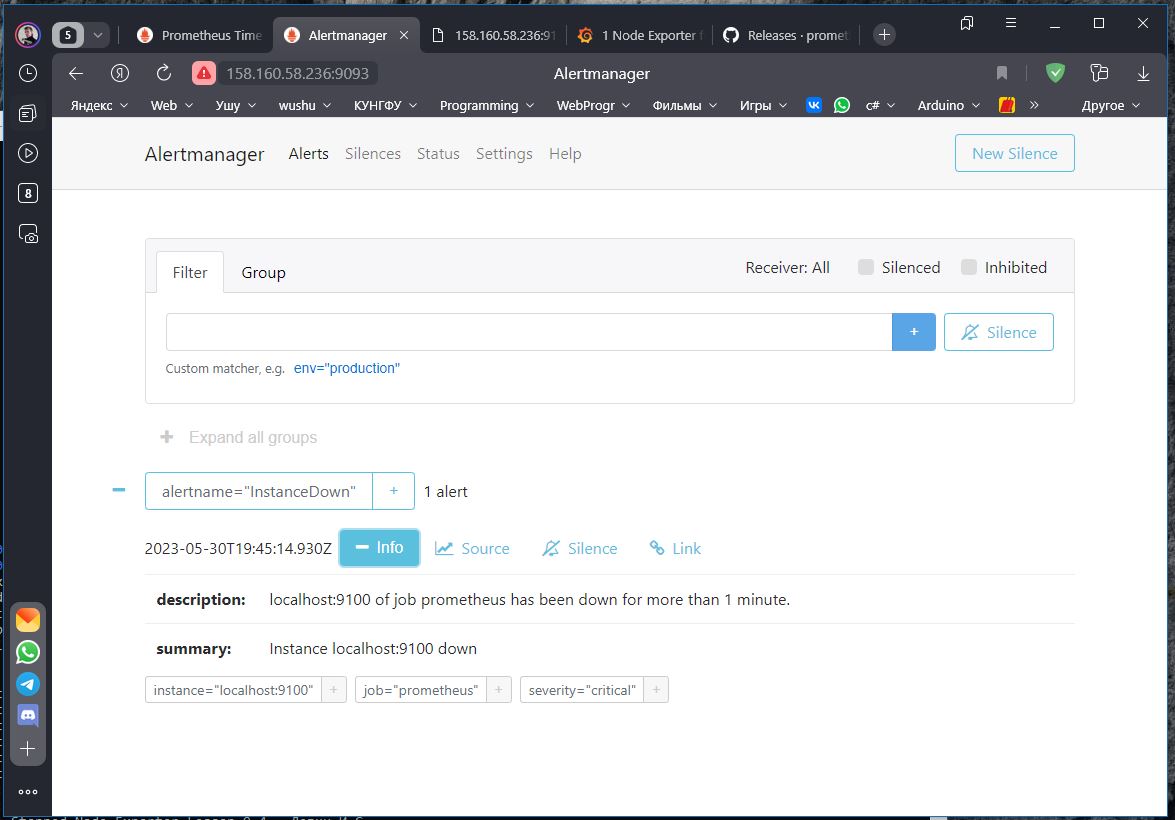 5
Prometheus Time
Alertmanager
158.160.58.236:91
1 Node Exporter f
Releases · promet
158.160.58.236:9093
Alertmanager
Яндекс
Web
Ушу
wushu
КУНГФУ
Programming
WebProgr
Фильмы
Игры
c#
Arduino
»
Другое
8
Alertmanager
Alerts
Silences
Status
Settings
Help
New Silence
Filter
Group
Receiver: All
Silenced
Inhibited
+
Silence
Custom matcher, e.g. env="production"
+ Expand all groups
alertname="InstanceDown" + 1 alert
2023-05-30T19:45:14.930Z
Info
Source
Silence
Link
description: localhost:9100 of job prometheus has been down for more than 1 minute.
summary: Instance localhost:9100 down
instance="localhost:9100" +
job="prometheus" +
severity="critical" +